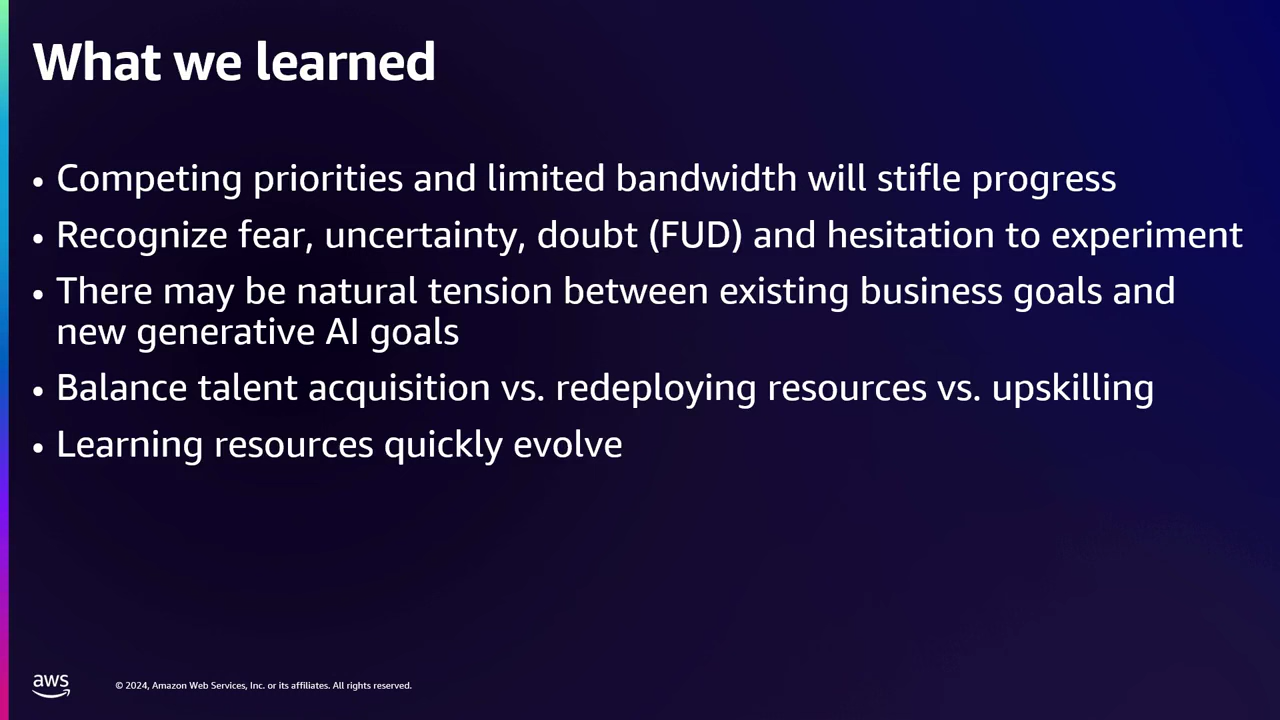 What we learned
• Competing priorities and limited bandwidth will stifle progress
• Recognize fear, uncertainty, doubt (FUD) and hesitation to experiment
• There may be natural tension between existing business goals and
new generative AI goals
• Balance talent acquisition vs. redeploying resources vs. upskilling
• Learning resources quickly evolve
aws
© 2024, Amazon Web Services, Inc. or its affiliates. All rights reserved.